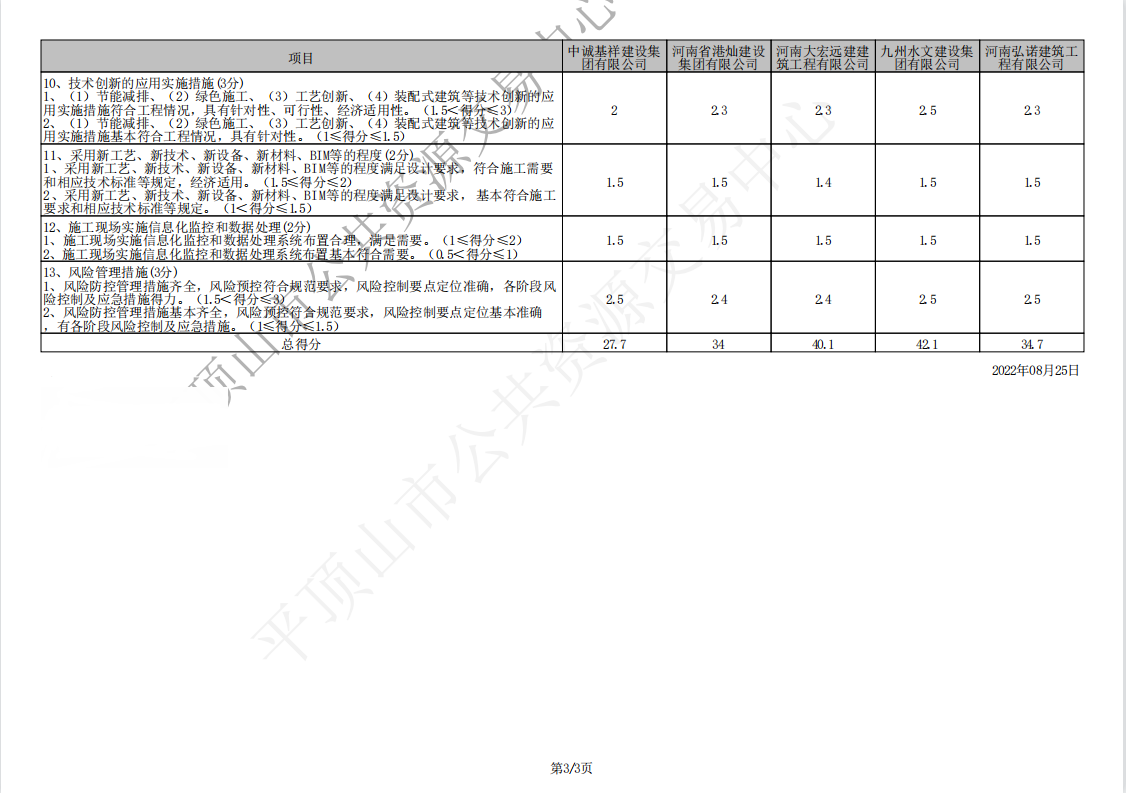 项目
中诚基祥建设集
团有限公司
河南省港灿建设
集团有限公司
河南大宏远建建
筑工程有限公司
九州水文建设集
团有限公司
河南弘诺建筑工
程有限公司
10、技术创新的应用实施措施(3分)
1、（1）节能减排、（2）绿色施工、（3）工艺创新、（4）装配式建筑等技术创新的应
用实施措施符合工程情况，具有针对性、可行性、经济适用性。（1.5<得分≤3）
2、（1）节能减排、（2）绿色施工、（3）工艺创新、（4）装配式建筑等技术创新的应
用实施措施基本符合工程情况，具有针对性。（1≤得分≤1.5）
2 2.3 2.3 2.5 2.3
11、采用新工艺、新技术、新设备、新材料、BIM等的程度(2分)
1、采用新工艺、新技术、新设备、新材料、BIM等的程度满足设计要求，符合施工需要
和相应技术标准等规定，经济适用。（1.5≤得分≤2）
2、采用新工艺、新技术、新设备、新材料、BIM等的程度满足设计要求，基本符合施工
要求和相应技术标准等规定。（1<得分≤1.5）
1.5 1.5 1.4 1.5 1.5
12、施工现场实施信息化监控和数据处理(2分)
1、施工现场实施信息化监控和数据处理系统布置合理，满足需要。（1≤得分≤2）
2、施工现场实施信息化监控和数据处理系统布置基本符合需要。（0.5<得分≤1）
1.5 1.5 1.5 1.5 1.5
13、风险管理措施(3分)
1、风险防控管理措施齐全，风险预控符合规范要求，风险控制要点定位准确，各阶段风
险控制及应急措施得力。（1.5<得分≤3）
2、风险防控管理措施基本齐全，风险预控符合规范要求，风险控制要点定位基本准确
，有各阶段风险控制及应急措施。（1≤得分≤1.5）
2.5 2.4 2.4 2.5 2.5
总得分 27.7 34 40.1 42.1 34.7
2022年08月25日
顶山市公共资源交易中心
平顶山市公共资源交易中心
第3/3页